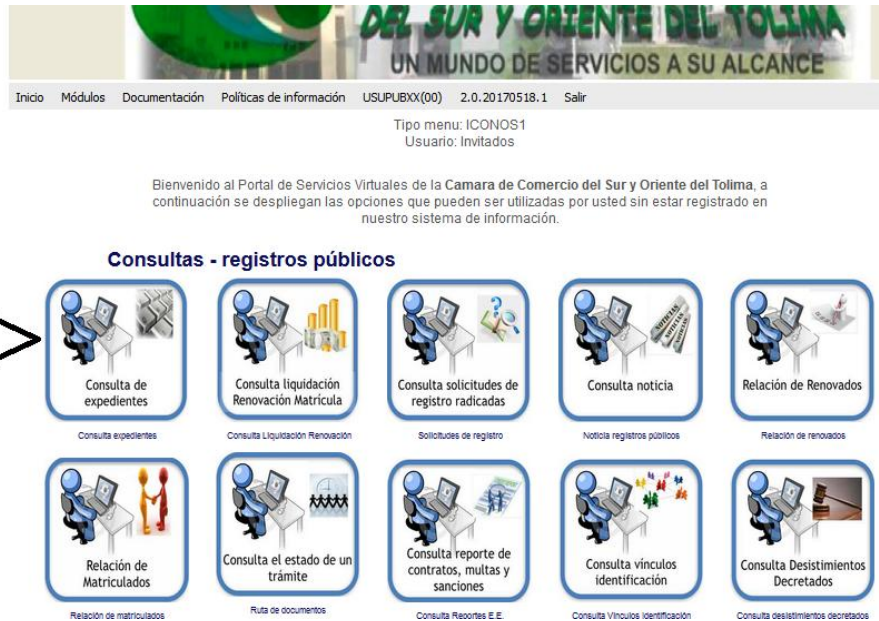 DEL SUR Y ORIENTE DEL TOLIMA
UN MUNDO DE SERVICIOS A SU ALCANCE
Inicio Módulos Documentación Políticas de información USUPUBXX(00) 2.0.20170518.1 Salir
Tipo menu: ICONOS1
Usuario: Invitados
Bienvenido al Portal de Servicios Virtuales de la Camara de Comercio del Sur y Oriente del Tolima, a
continuación se despliegan las opciones que pueden ser utilizadas por usted sin estar registrado en
nuestro sistema de información.
Consultas - registros públicos
Consulta de
expedientes
Consulta expedientes
Consulta liquidación
Renovación Matrícula
Consulta Liquidación Renovación
Consulta solicitudes de
registro radicadas
Solicitudes de registro
NOTICIAS
NOTICIAS
NOTICIAS
Consulta noticia
Noticia registros públicos
Relación de Renovados
Relación de renovados
Relación de
Matriculados
Relación de matriculados
Consulta el estado de un
trámite
Ruta de documentos
Consulta reporte de
contratos, multas y
sanciones
Consulta Reportes E.E.
Consulta vínculos
identificación
Consulta Vinculos Identificación
Consulta Desistimientos
Decretados
Consulta desistimientos decretados